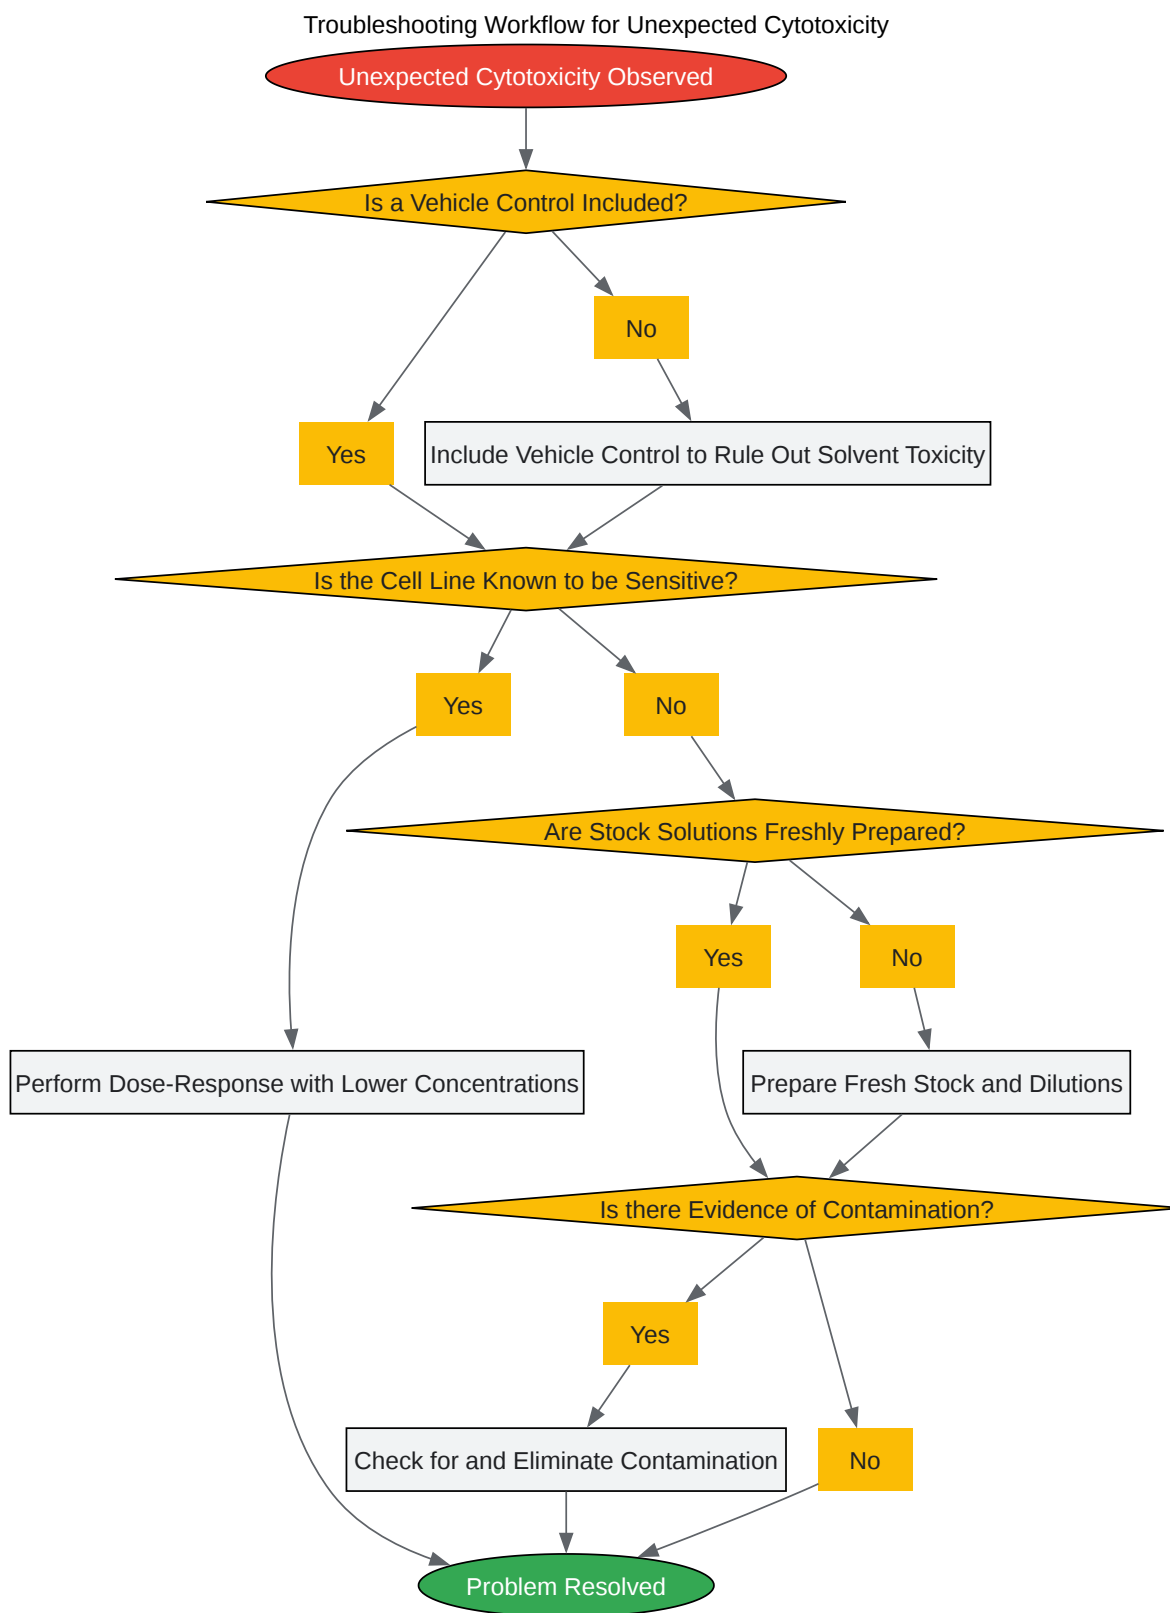 Troubleshooting Workflow for Unexpected Cytotoxicity
Unexpected Cytotoxicity Observed
Is a Vehicle Control Included?
No
Yes
Include Vehicle Control to Rule Out Solvent Toxicity
Is the Cell Line Known to be Sensitive?
Yes
No
Are Stock Solutions Freshly Prepared?
Yes
No
Perform Dose-Response with Lower Concentrations
Prepare Fresh Stock and Dilutions
Is there Evidence of Contamination?
Yes
Check for and Eliminate Contamination
No
Problem Resolved